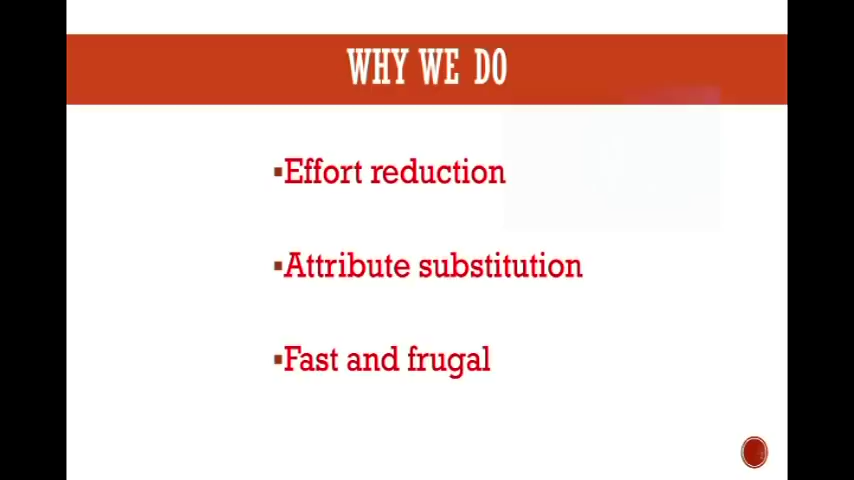 WHY WE DO
▪Effort reduction
▪Attribute substitution
▪Fast and frugal